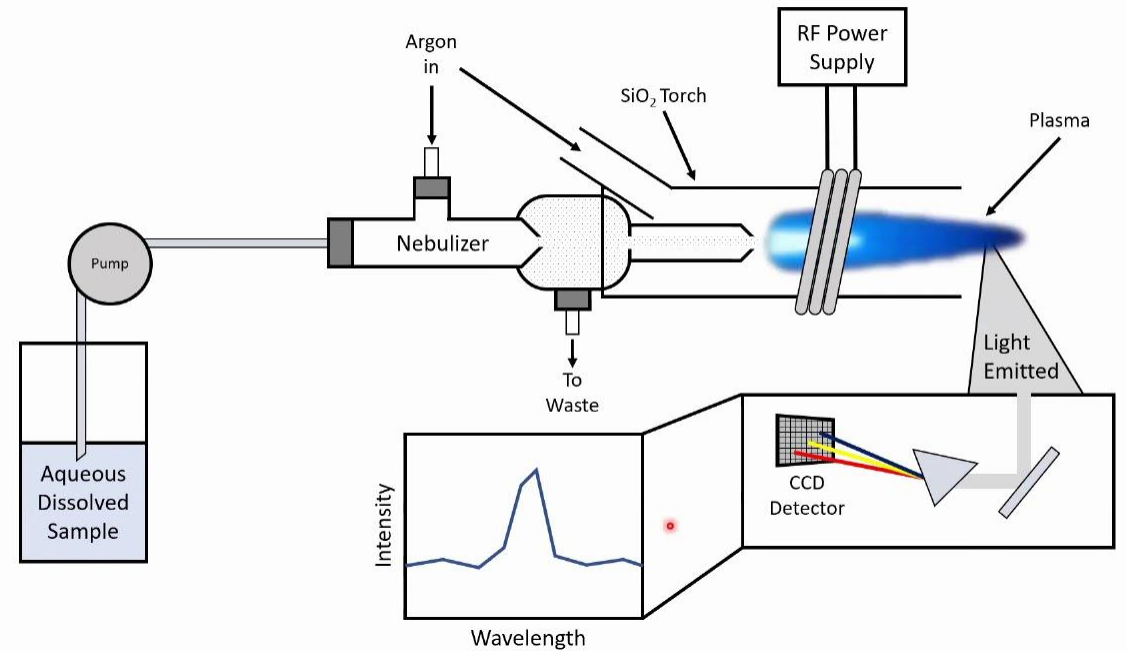 RF Power
Supply
Argon
in
SiO₂ Torch
Plasma
Nebulizer
Pump
Light
Emitted
To
Waste
Aqueous
Dissolved
Sample
CCD
Detector
Intensity
Wavelength